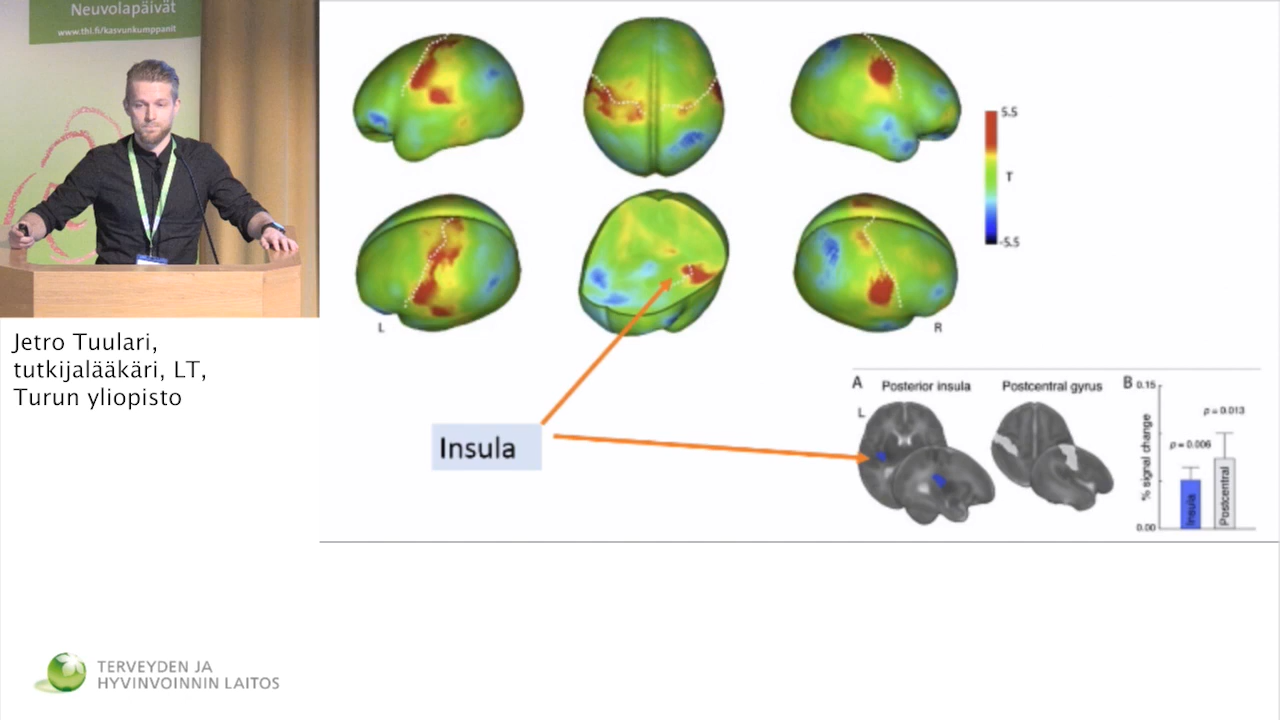 Neuvolapäivät
www.thl.fi/kasvunkumppanit
Jetro Tuulari,
tutkijalääkäri, LT,
Turun yliopisto
TERVEYDEN JA
HYVINVOINNIN LAITOS
5.5
T
-5.5
L
R
Insula
A
Posterior insula
Postcentral gyrus
L
B
0.15
% signal change
p = 0.013
p = 0.006
Insula
Postcentral
0.00